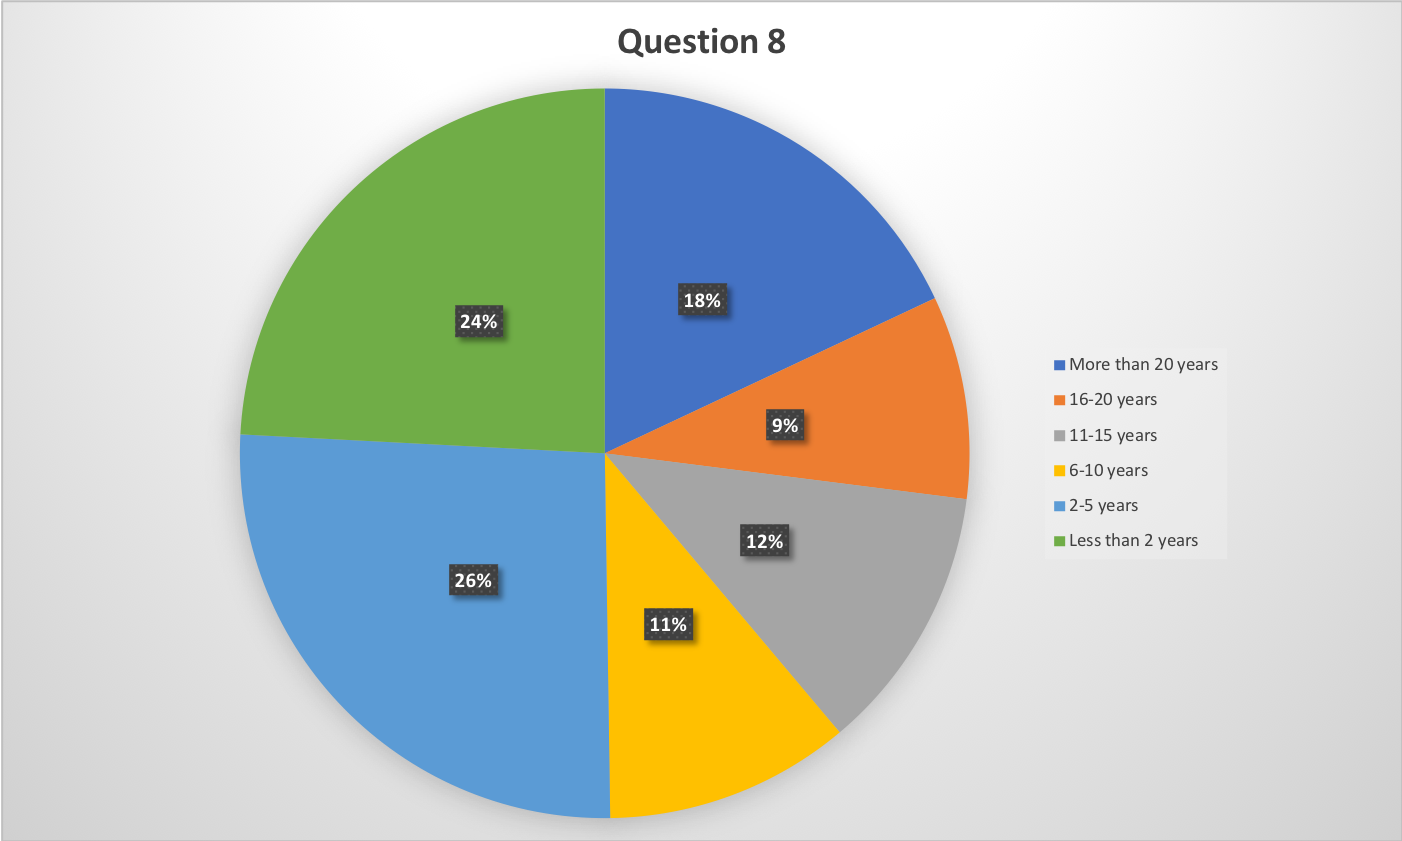 Question 8
18%
24%
9%
12%
26%
11%
More than 20 years
16-20 years
11-15 years
6-10 years
2-5 years
Less than 2 years